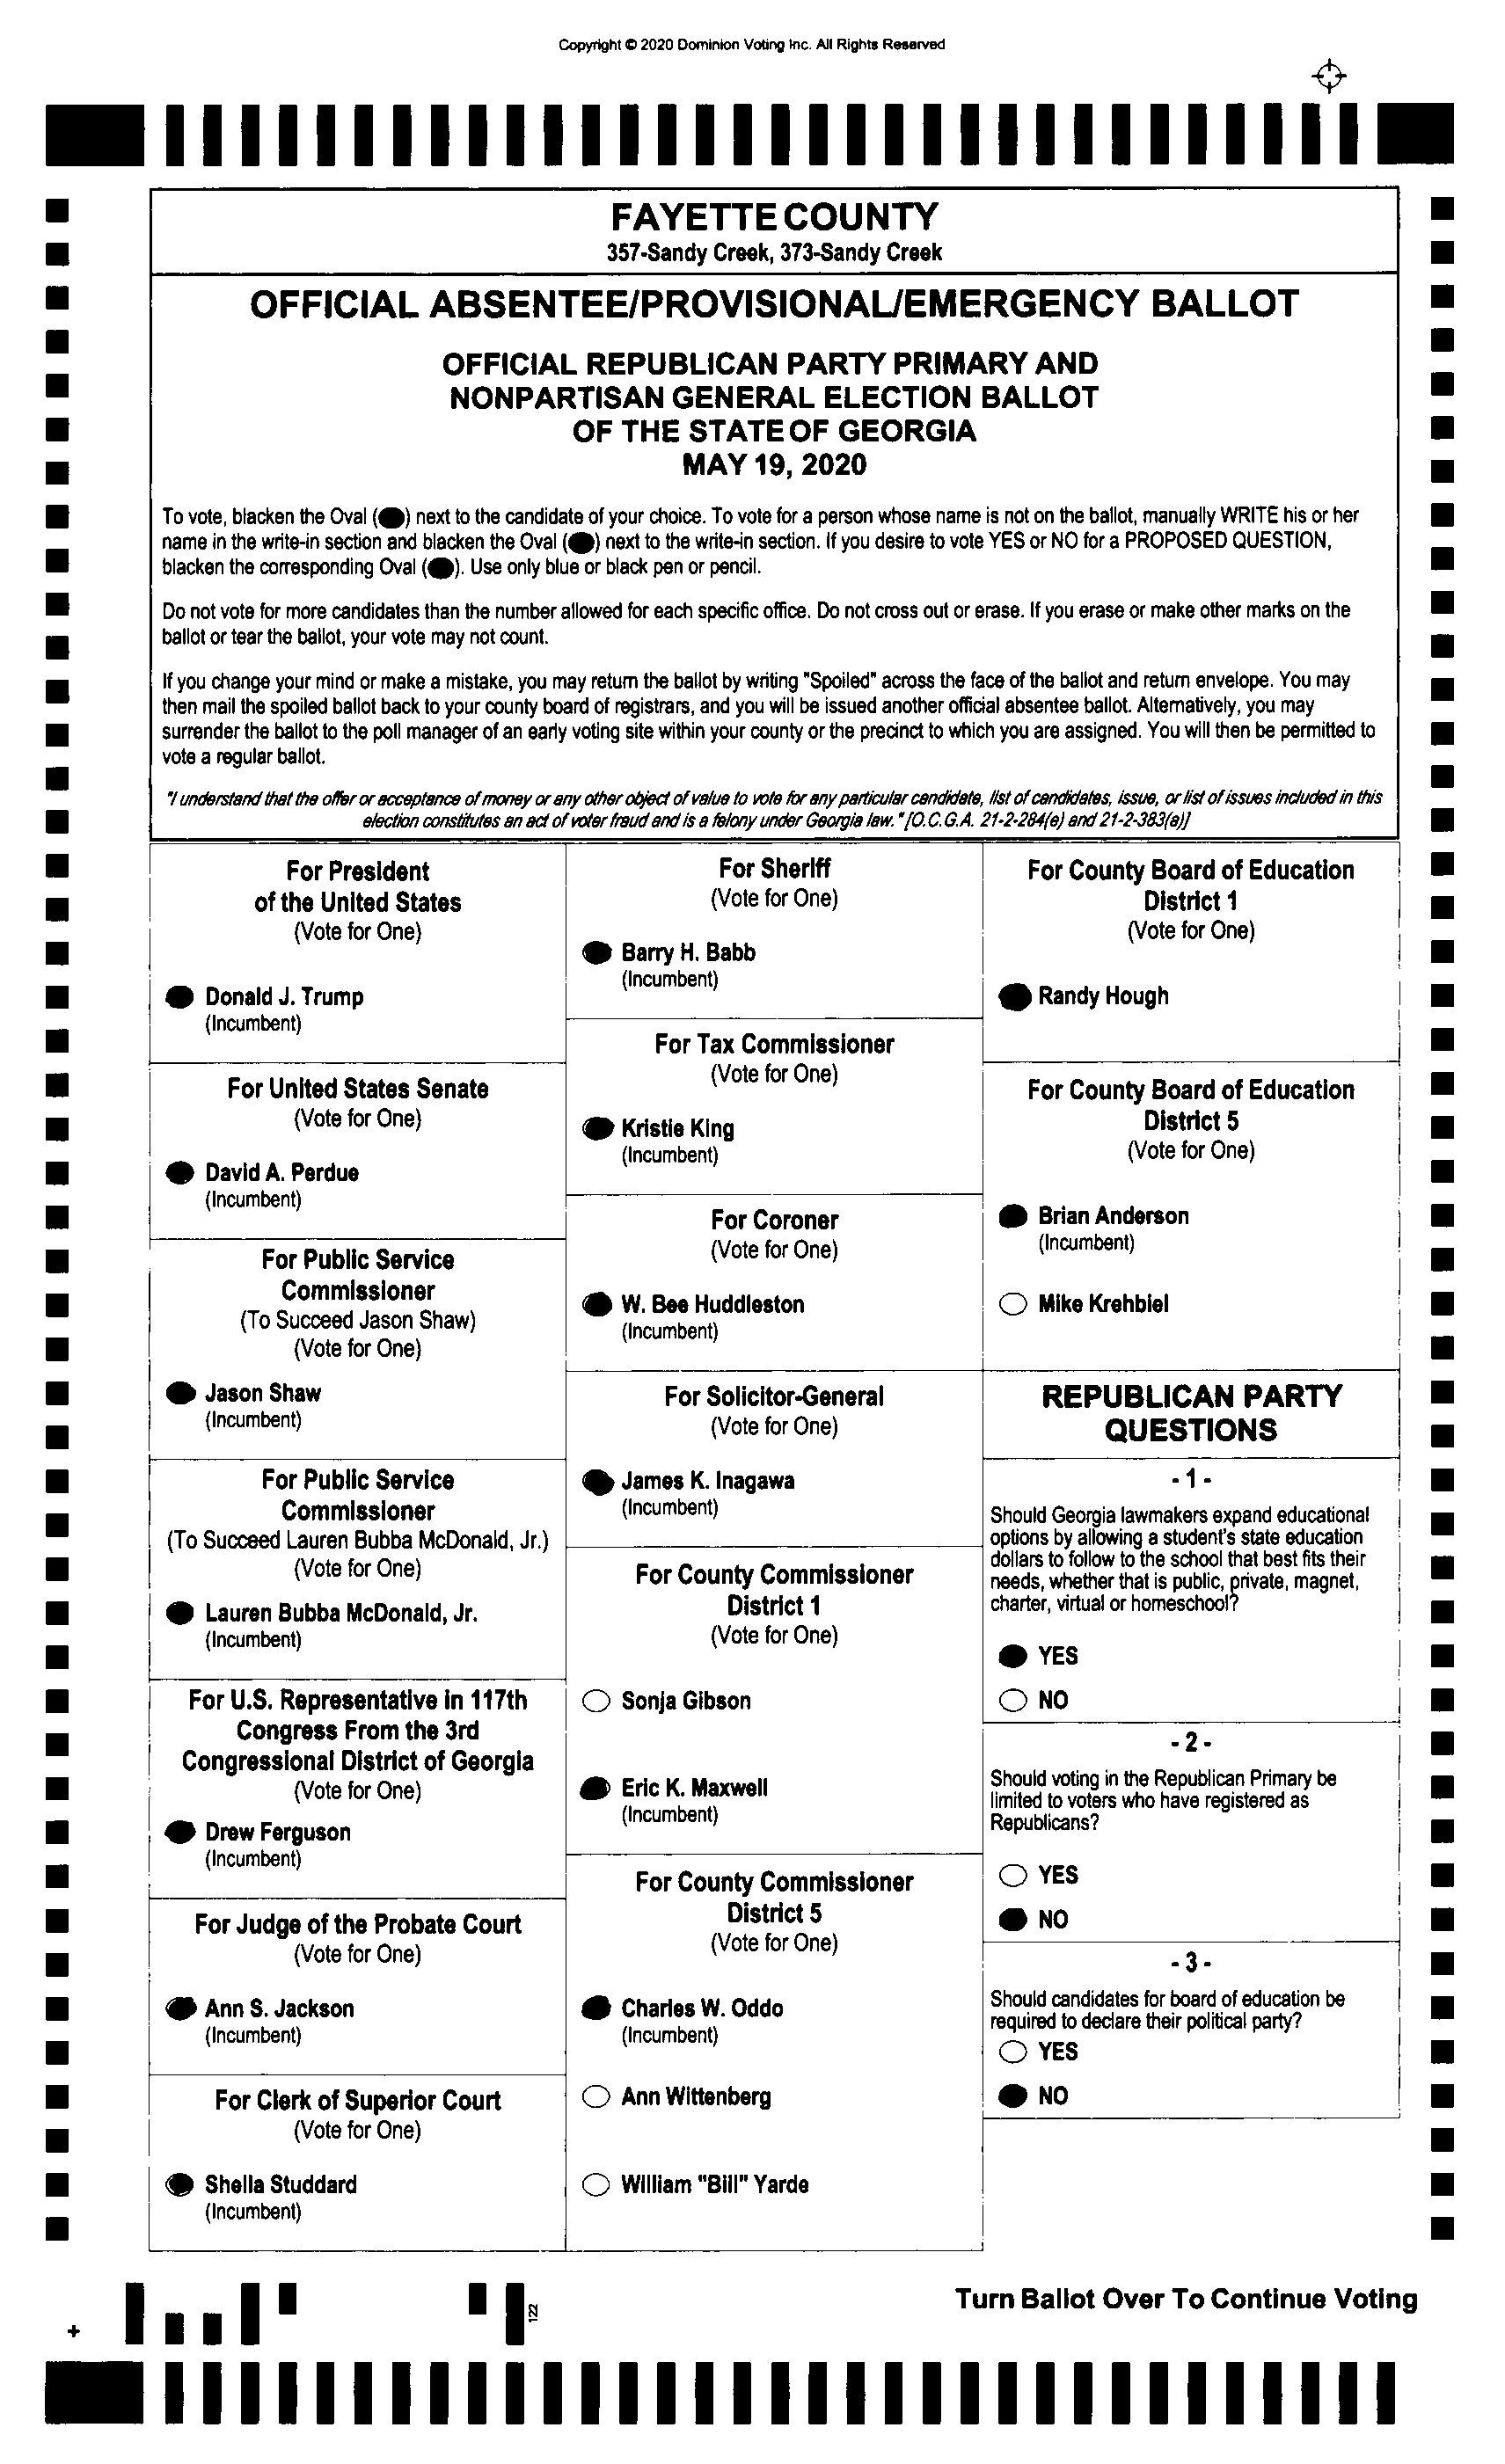 Copyright © 2020 Dominion Voting Inc. All Rights Reserved
FAYETTE COUNTY
357-Sandy Creek, 373-Sandy Creek
OFFICIAL ABSENTEE/PROVISIONAL/EMERGENCY BALLOT
OFFICIAL REPUBLICAN PARTY PRIMARY AND
NONPARTISAN GENERAL ELECTION BALLOT
OF THE STATE OF GEORGIA
MAY 19, 2020
To vote, blacken the Oval ( ) next to the candidate of your choice. To vote for a person whose name is not on the ballot, manually WRITE his or her
name in the write-in section and blacken the Oval ( ) next to the write-in section. If you desire to vote YES or NO for a PROPOSED QUESTION,
blacken the corresponding Oval ( ). Use only blue or black pen or pencil.
Do not vote for more candidates than the number allowed for each specific office. Do not cross out or erase. If you erase or make other marks on the
ballot or tear the ballot, your vote may not count.
If you change your mind or make a mistake, you may return the ballot by writing "Spoiled" across the face of the ballot and return envelope. You may
then mail the spoiled ballot back to your county board of registrars, and you will be issued another official absentee ballot. Alternatively, you may
surrender the ballot to the poll manager of an early voting site within your county or the precinct to which you are assigned. You will then be permitted to
vote a regular ballot.
"I understand that the offer or acceptance of money or any other object of value to vote for any particular candidate, list of candidates, issue, or list of issues included in this
election constitutes an act of voter fraud and is a felony under Georgia law." [O.C.G.A. 21-2-284(e) and 21-2-383(a)]
For President
of the United States
(Vote for One)
Donald J. Trump
(Incumbent)
For United States Senate
(Vote for One)
David A. Perdue
(Incumbent)
For Public Service
Commissioner
(To Succeed Jason Shaw)
(Vote for One)
Jason Shaw
(Incumbent)
For Public Service
Commissioner
(To Succeed Lauren Bubba McDonald, Jr.)
(Vote for One)
Lauren Bubba McDonald, Jr.
(Incumbent)
For U.S. Representative in 117th
Congress From the 3rd
Congressional District of Georgia
(Vote for One)
Drew Ferguson
(Incumbent)
For Judge of the Probate Court
(Vote for One)
Ann S. Jackson
(Incumbent)
For Clerk of Superior Court
(Vote for One)
Sheila Studdard
(Incumbent)
For Sheriff
(Vote for One)
Barry H. Babb
(Incumbent)
For Tax Commissioner
(Vote for One)
Kristie King
(Incumbent)
For Coroner
(Vote for One)
W. Bee Huddleston
(Incumbent)
For Solicitor-General
(Vote for One)
James K. Inagawa
(Incumbent)
For County Commissioner
District 1
(Vote for One)
Sonja Gibson
Eric K. Maxwell
(Incumbent)
For County Commissioner
District 5
(Vote for One)
Charles W. Oddo
(Incumbent)
Ann Wittenberg
William "Bill" Yarde
For County Board of Education
District 1
(Vote for One)
Randy Hough
For County Board of Education
District 5
(Vote for One)
Brian Anderson
(Incumbent)
Mike Krehbiel
REPUBLICAN PARTY
QUESTIONS
- 1 -
Should Georgia lawmakers expand educational
options by allowing a student's state education
dollars to follow to the school that best fits their
needs, whether that is public, private, magnet,
charter, virtual or homeschool?
YES
NO
- 2 -
Should voting in the Republican Primary be
limited to voters who have registered as
Republicans?
YES
NO
- 3 -
Should candidates for board of education be
required to declare their political party?
YES
NO
122
Turn Ballot Over To Continue Voting